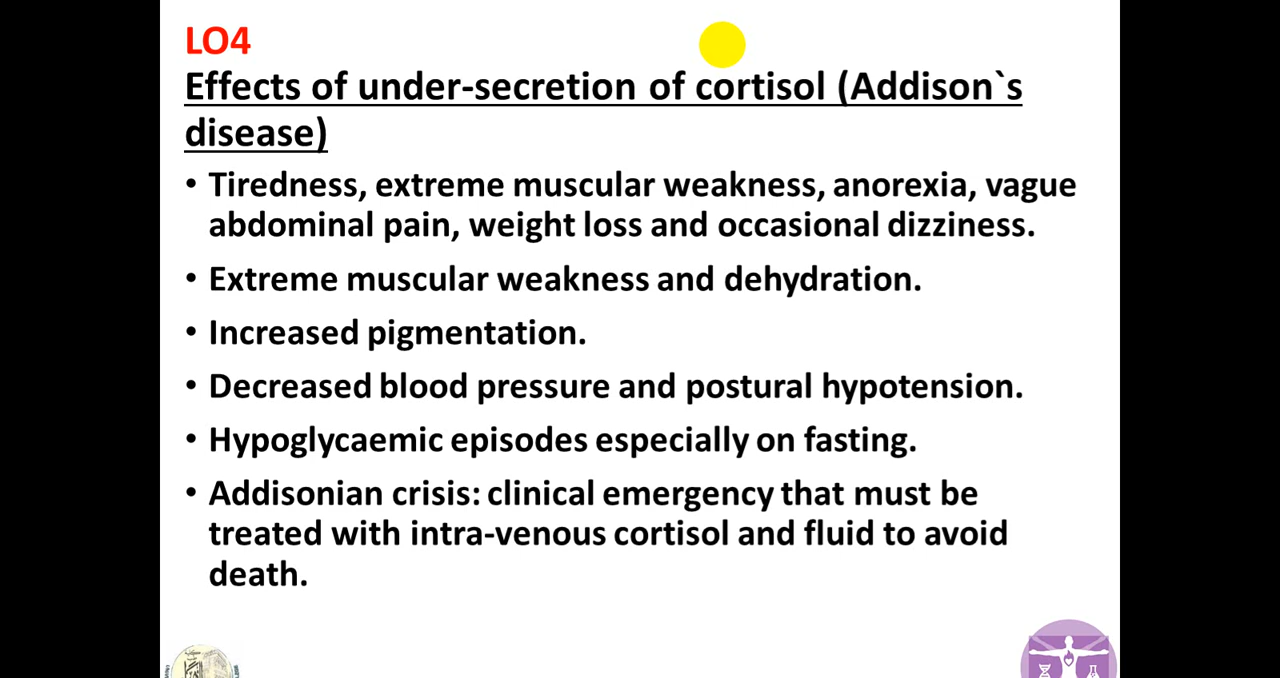 LO4
Effects of under-secretion of cortisol (Addison`s
disease)
• Tiredness, extreme muscular weakness, anorexia, vague
abdominal pain, weight loss and occasional dizziness.
• Extreme muscular weakness and dehydration.
• Increased pigmentation.
• Decreased blood pressure and postural hypotension.
• Hypoglycaemic episodes especially on fasting.
• Addisonian crisis: clinical emergency that must be
treated with intra-venous cortisol and fluid to avoid
death.